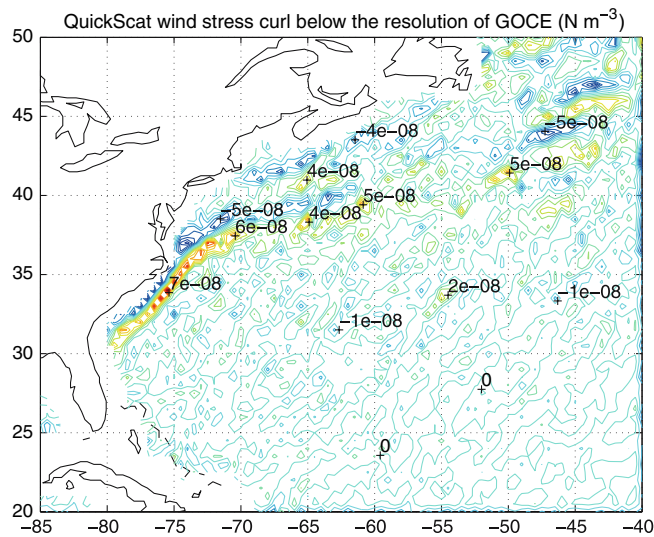 QuickScat wind stress curl below the resolution of GOCE (N m⁻³)
50
45
−4e−08
−5e−08
4e−08
5e−08
40
−5e−08
5e−08
6e−08
4e−08
35
7e−08
2e−08
−1e−08
−1e−08
30
0
25
0
20
−85 −80 −75 −70 −65 −60 −55 −50 −45 −40